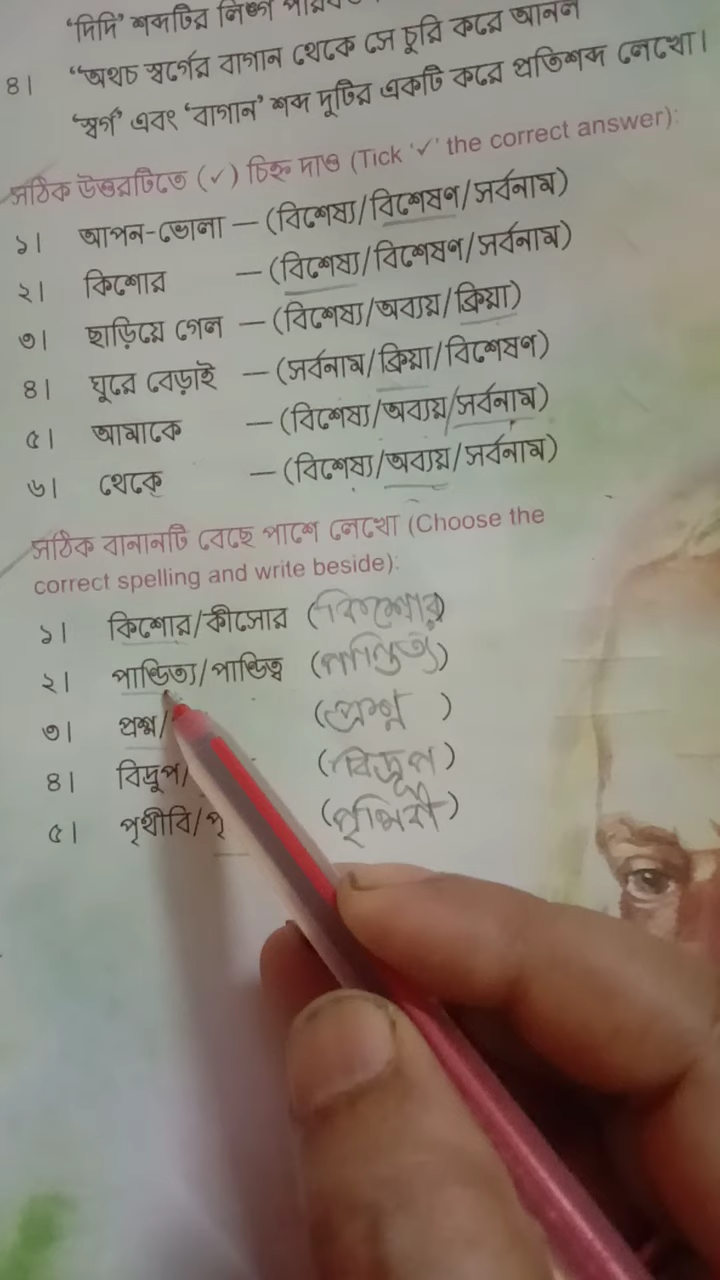 'দিদি' শব্দটির লিঙ্গ
৪। "অথচ স্বর্গের বাগান থেকে সে চুরি করে আনল
'স্বর্গ' এবং 'বাগান' শব্দ দুটির একটি করে প্রতিশব্দ লেখো।
সঠিক উত্তরটিতে (✓) চিহ্ন দাও (Tick '✓' the correct answer):
১। আপন-ভোলা – (বিশেষ্য/বিশেষণ/সর্বনাম)
২। কিশোর – (বিশেষ্য/বিশেষণ/সর্বনাম)
৩। ছাড়িয়ে গেল – (বিশেষ্য/অব্যয়/ক্রিয়া)
৪। ঘুরে বেড়াই – (সর্বনাম/ক্রিয়া/বিশেষণ)
৫। আমাকে – (বিশেষ্য/অব্যয়/সর্বনাম)
৬। থেকে – (বিশেষ্য/অব্যয়/সর্বনাম)
সঠিক বানানটি বেছে পাশে লেখো (Choose the
correct spelling and write beside):
১। কিশোর/কীসোর (কিশোর)
২। পাণ্ডিত্য/পাণ্ডিত্ব (পাণ্ডিত্য)
৩। প্রশ্ন/ (প্রশ্ন)
৪। বিদ্রুপ/ (বিদ্রূপ)
৫। পৃথীবি/পৃ (পৃথিবী)